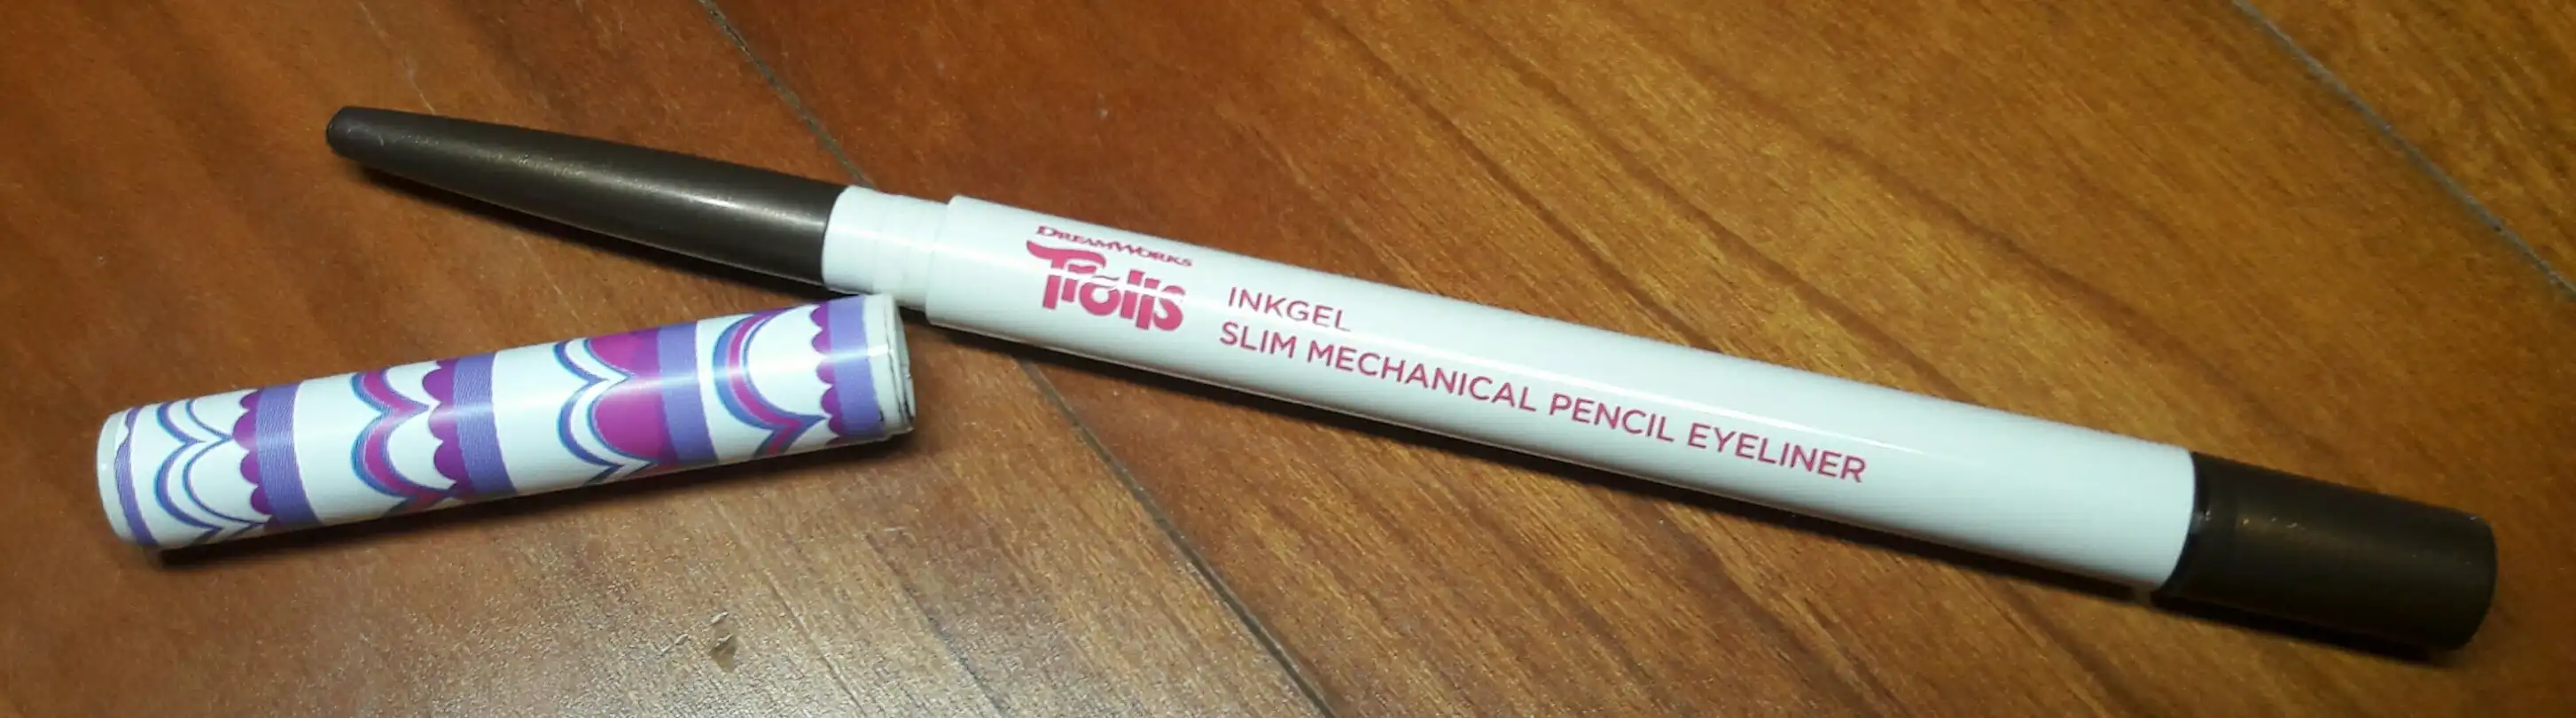 DREAMWORKS
Trolls
INKGEL
SLIM MECHANICAL PENCIL EYELINER